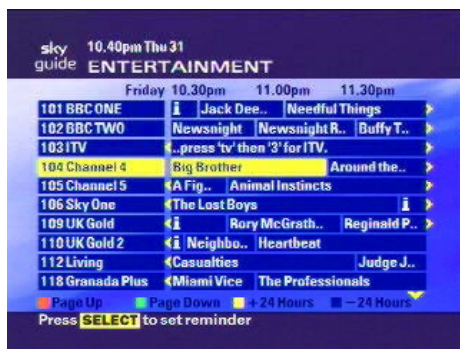 sky 10.40pm Thu 31
guide ENTERTAINMENT
Friday 10.30pm 11.00pm 11.30pm
101 BBC ONE i Jack Dee.. Needful Things
102 BBC TWO Newsnight Newsnight R.. Buffy T..
103 ITV ..press 'tv' then '3' for ITV.
104 Channel 4 Big Brother Around the..
105 Channel 5 A Fig.. Animal Instincts
106 Sky One The Lost Boys i
109 UK Gold i Rory McGrath.. Reginald P..
110 UK Gold 2 i Neighbo.. Heartbeat
112 Living Casualties Judge J..
118 Granada Plus Miami Vice The Professionals
Page Up Page Down +24 Hours -24 Hours
Press SELECT to set reminder